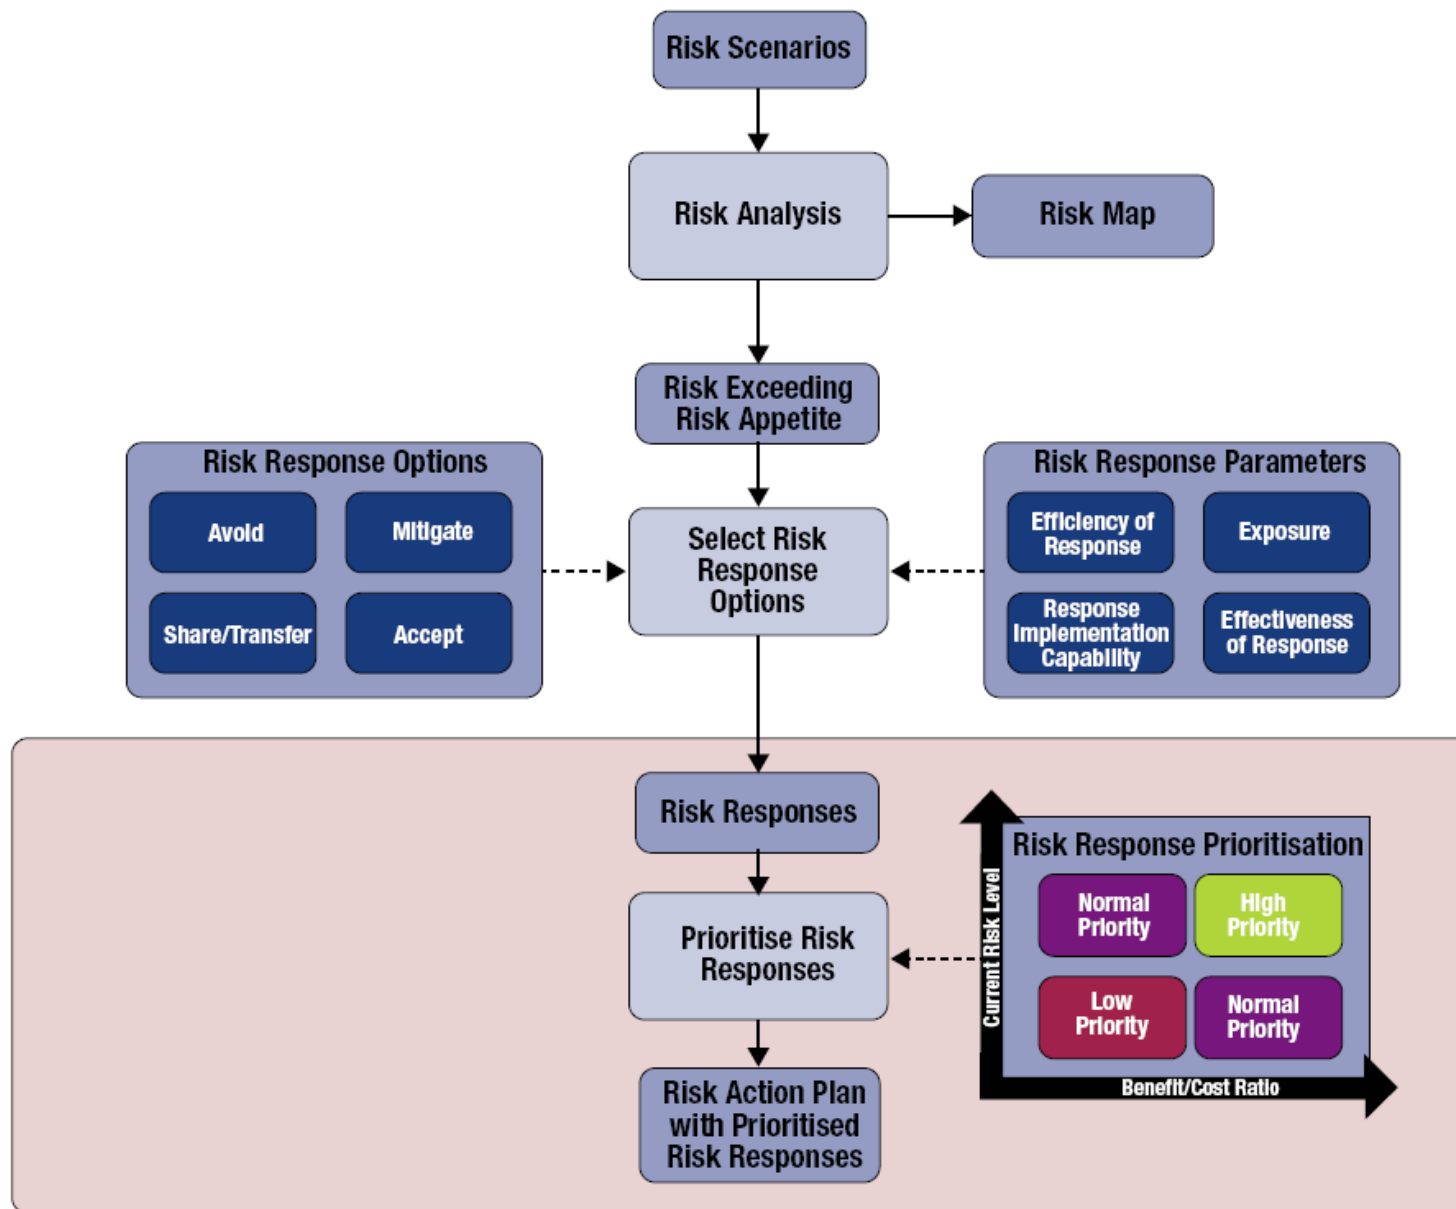 Risk Scenarios
Risk Analysis
Risk Map
Risk Exceeding
Risk Appetite
Risk Response Options
Avoid
Mitigate
Share/Transfer
Accept
Select Risk
Response
Options
Risk Response Parameters
Efficiency of
Response
Exposure
Response
Implementation
Capability
Effectiveness
of Response
Risk Responses
Prioritise Risk
Responses
Risk Response Prioritisation
Current Risk Level
Normal
Priority
High
Priority
Low
Priority
Normal
Priority
Benefit/Cost Ratio
Risk Action Plan
with Prioritised
Risk Responses